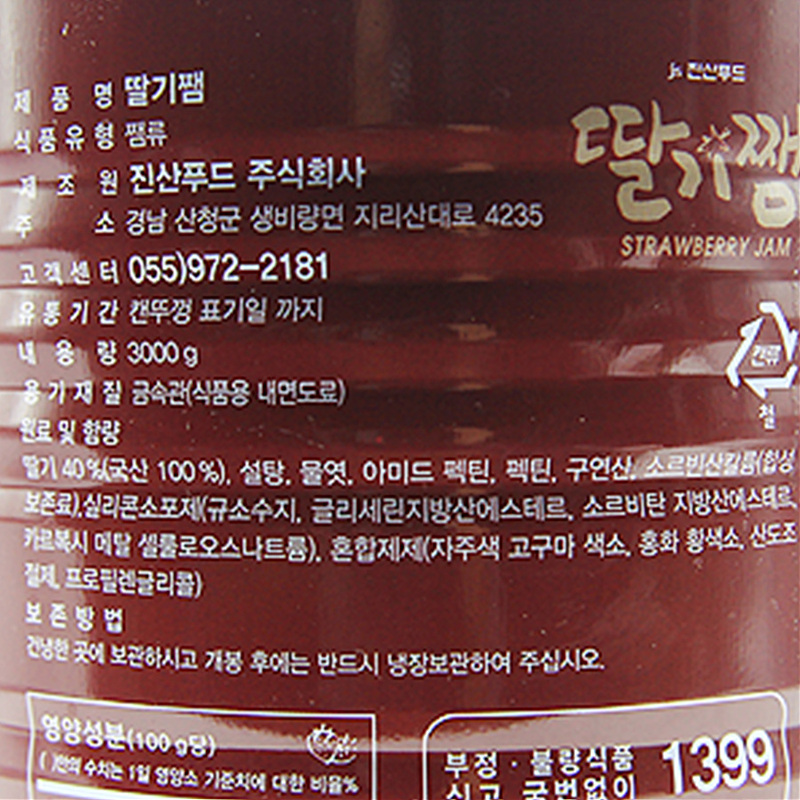 제품명 딸기쨈
식품유형 쨈류
제조원 진산푸드 주식회사
주소 경남 산청군 생비량면 지리산대로 4235
고객센터 055)972-2181
유통기간 캔뚜껑 표기일 까지
내용량 3000g
용기재질 금속관(식품용 내면도료)
원료 및 함량
딸기 40%(국산 100%), 설탕, 물엿, 아미드 펙틴, 펙틴, 구연산, 소르빈산칼륨(합성
보존료),실리콘소포제(규소수지, 글리세린지방산에스테르, 소르비탄 지방산에스테르,
카르복시 메탈 셀룰로오스나트륨), 혼합제제(자주색 고구마 색소, 홍화 황색소, 산도조
절제, 프로필렌글리콜)
보존방법
건냉한 곳에 보관하시고 개봉 후에는 반드시 냉장보관하여 주십시오.
영양성분(100g당)
( )안의 수치는 1일 영양소 기준치에 대한 비율%
js 진산푸드
딸기쨈
STRAWBERRY JAM
캔류
철
부정·불량식품
신고 국번없이
1399